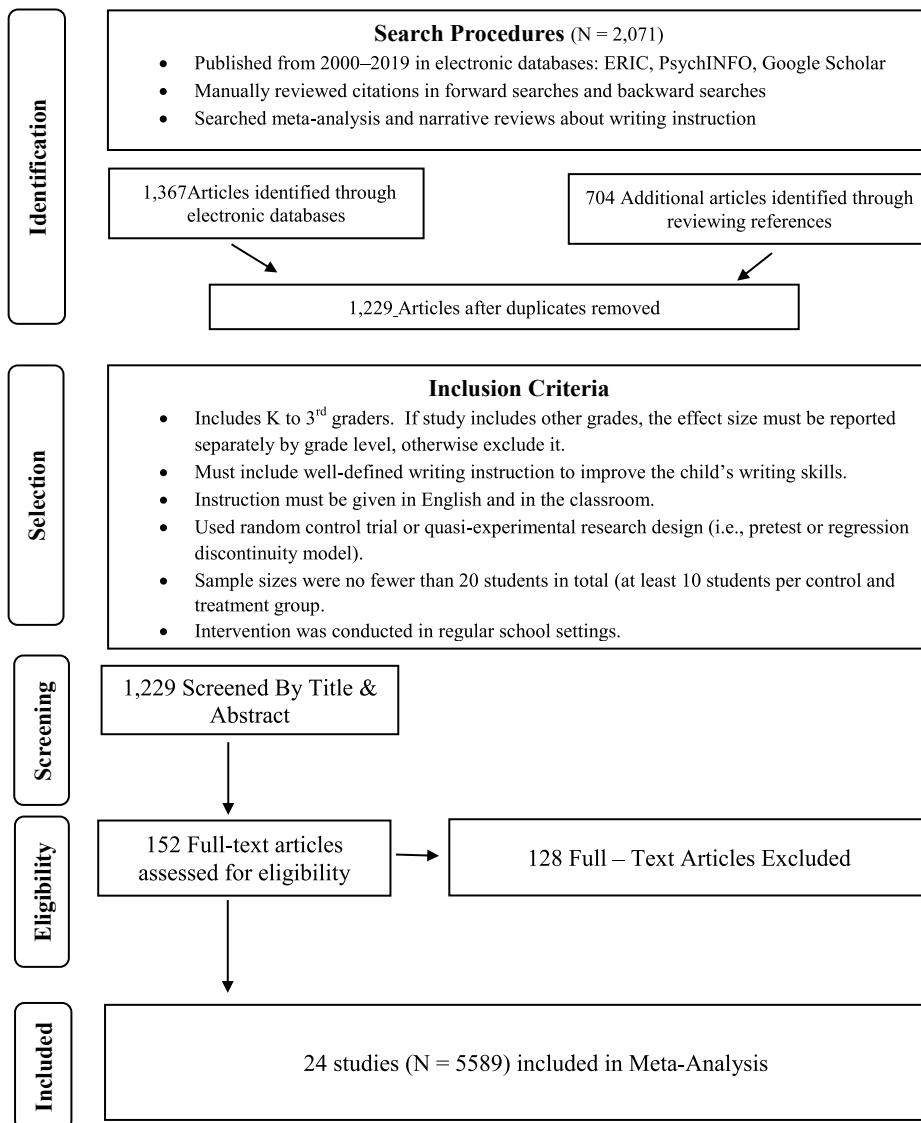 Identification
Search Procedures (N = 2,071)
• Published from 2000–2019 in electronic databases: ERIC, PsychINFO, Google Scholar
• Manually reviewed citations in forward searches and backward searches
• Searched meta-analysis and narrative reviews about writing instruction
1,367Articles identified through
electronic databases
704 Additional articles identified through
reviewing references
1,229 Articles after duplicates removed
Selection
Inclusion Criteria
• Includes K to 3rd graders. If study includes other grades, the effect size must be reported
separately by grade level, otherwise exclude it.
• Must include well-defined writing instruction to improve the child's writing skills.
• Instruction must be given in English and in the classroom.
• Used random control trial or quasi-experimental research design (i.e., pretest or regression
discontinuity model).
• Sample sizes were no fewer than 20 students in total (at least 10 students per control and
treatment group.
• Intervention was conducted in regular school settings.
Screening
1,229 Screened By Title &
Abstract
Eligibility
152 Full-text articles
assessed for eligibility
128 Full – Text Articles Excluded
Included
24 studies (N = 5589) included in Meta-Analysis